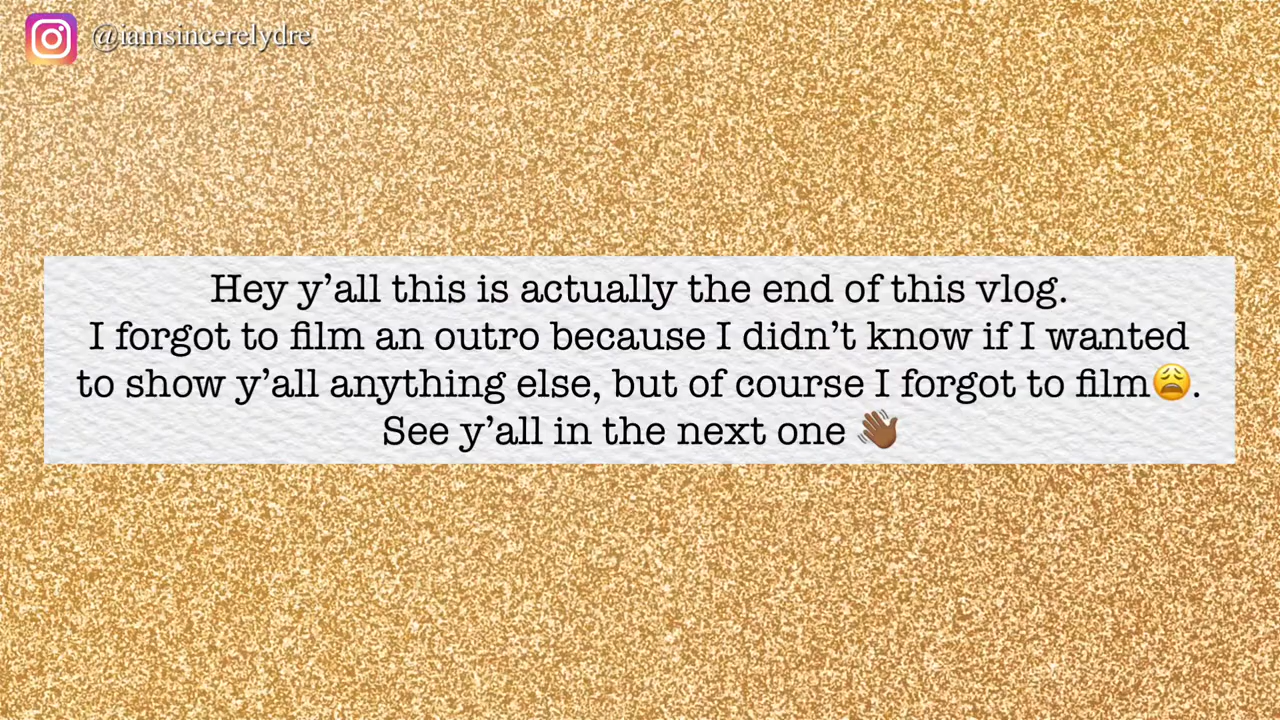 @iamsincerelydre
Hey y’all this is actually the end of this vlog.
I forgot to film an outro because I didn’t know if I wanted
to show y’all anything else, but of course I forgot to film😩.
See y’all in the next one 👋🏾